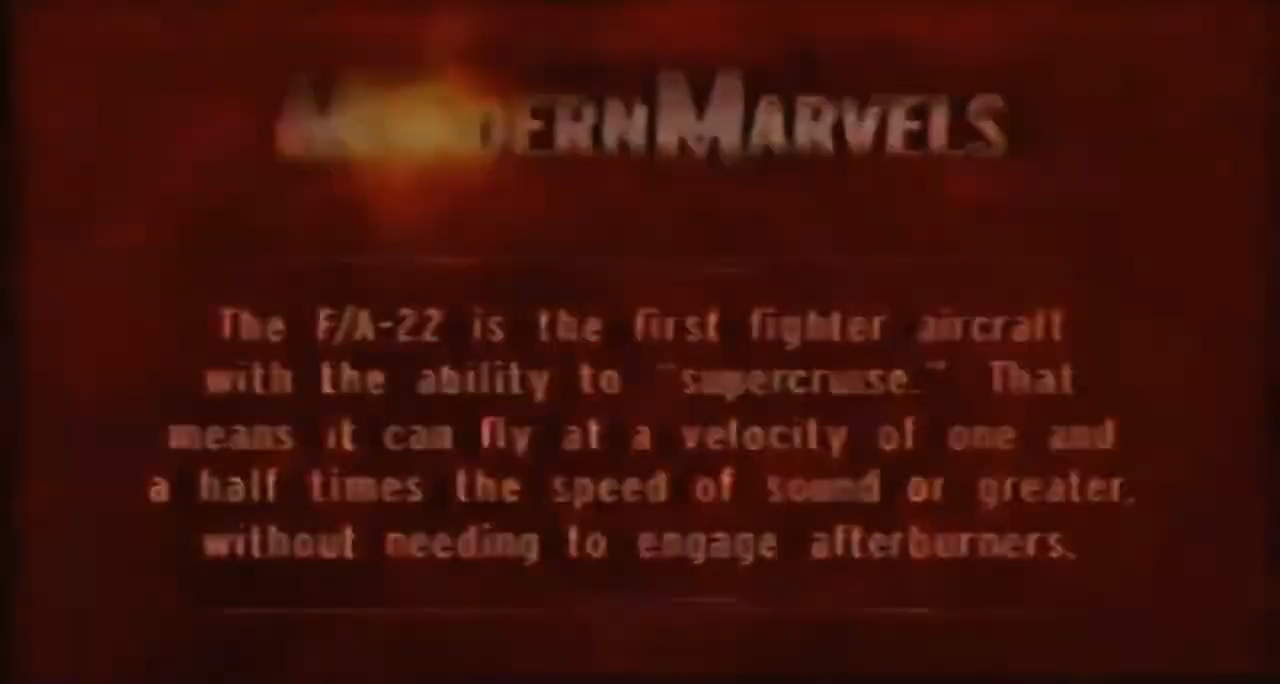 MODERN MARVELS
The F/A-22 is the first fighter aircraft
with the ability to "supercruise." That
means it can fly at a velocity of one and
a half times the speed of sound or greater,
without needing to engage afterburners.